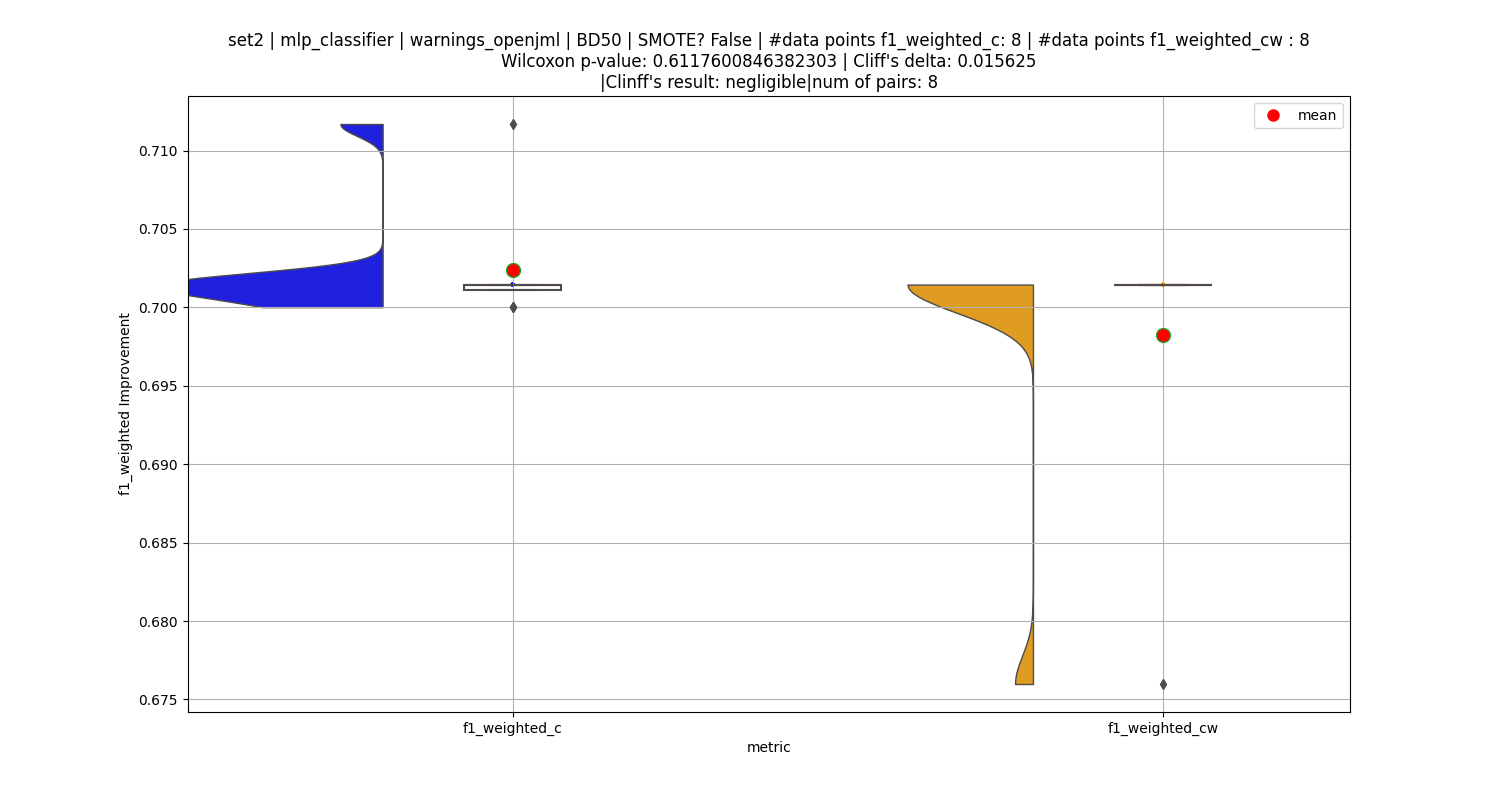 set2 | mlp_classifier | warnings_openjml | BD50 | SMOTE? False | #data points f1_weighted_c: 8 | #data points f1_weighted_cw : 8
Wilcoxon p-value: 0.6117600846382303 | Cliff's delta: 0.015625
|Clinff's result: negligible|num of pairs: 8
mean
0.710
0.705
0.700
0.695
0.690
0.685
0.680
0.675
f1_weighted Improvement
f1_weighted_c
f1_weighted_cw
metric